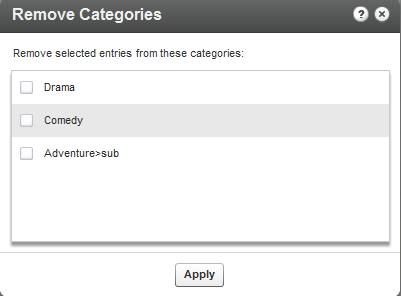 Remove Categories
?
Remove selected entries from these categories:
Drama
Comedy
Adventure>sub
Apply